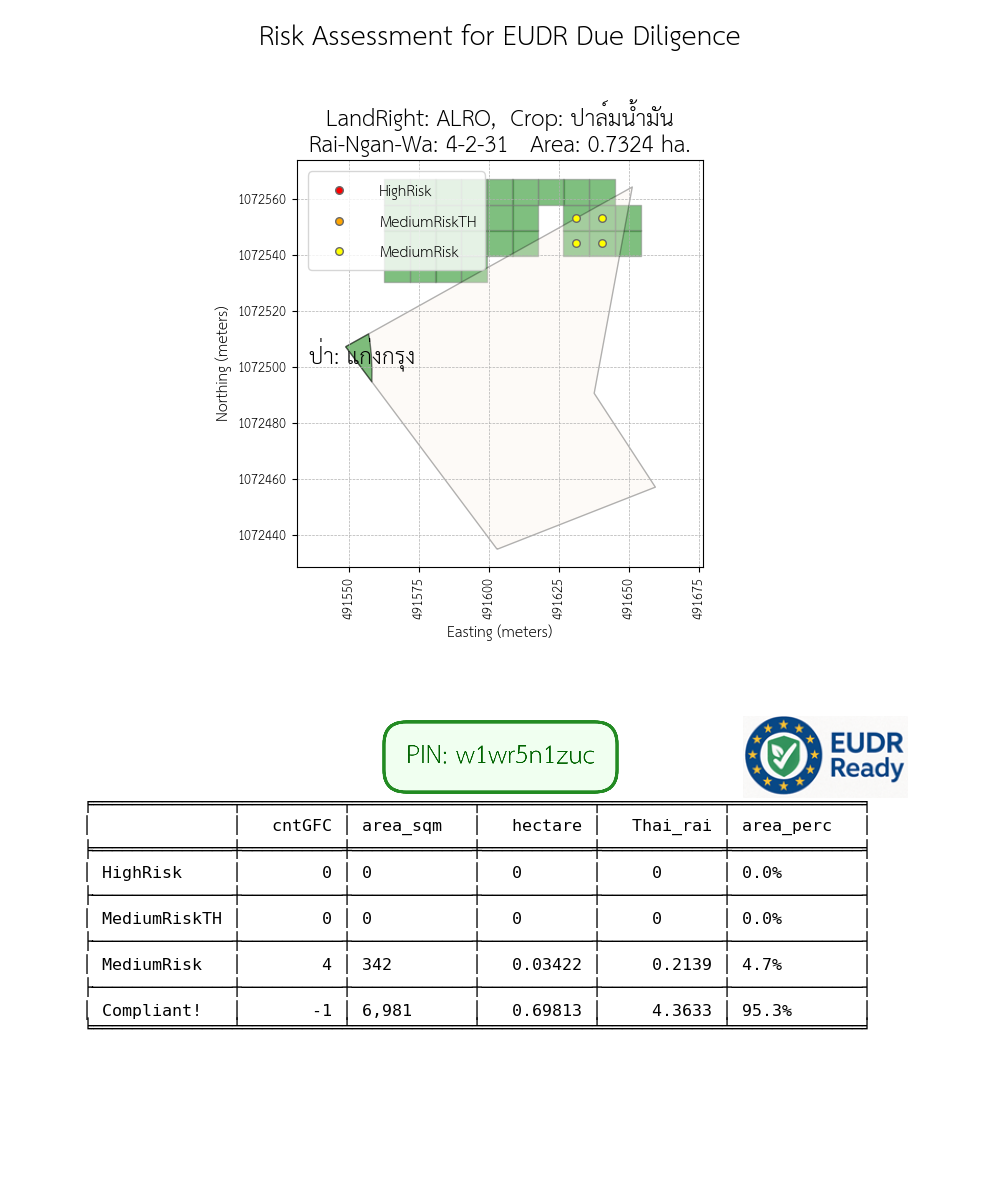 Risk Assessment for EUDR Due Diligence
LandRight: ALRO,  Crop: ปาล์มน้ำมัน
Rai-Ngan-Wa: 4-2-31   Area: 0.7324 ha.
HighRisk
MediumRiskTH
MediumRisk
1072560
1072540
1072520
1072500
1072480
1072460
1072440
Northing (meters)
ป่า: แก่งกรุง
491550
491575
491600
491625
491650
491675
Easting (meters)
PIN: w1wr5n1zuc
EUDR
Ready
cntGFC area_sqm hectare Thai_rai area_perc
HighRisk 0 0 0 0 0.0%
MediumRiskTH 0 0 0 0 0.0%
MediumRisk 4 342 0.03422 0.2139 4.7%
Compliant! -1 6,981 0.69813 4.3633 95.3%